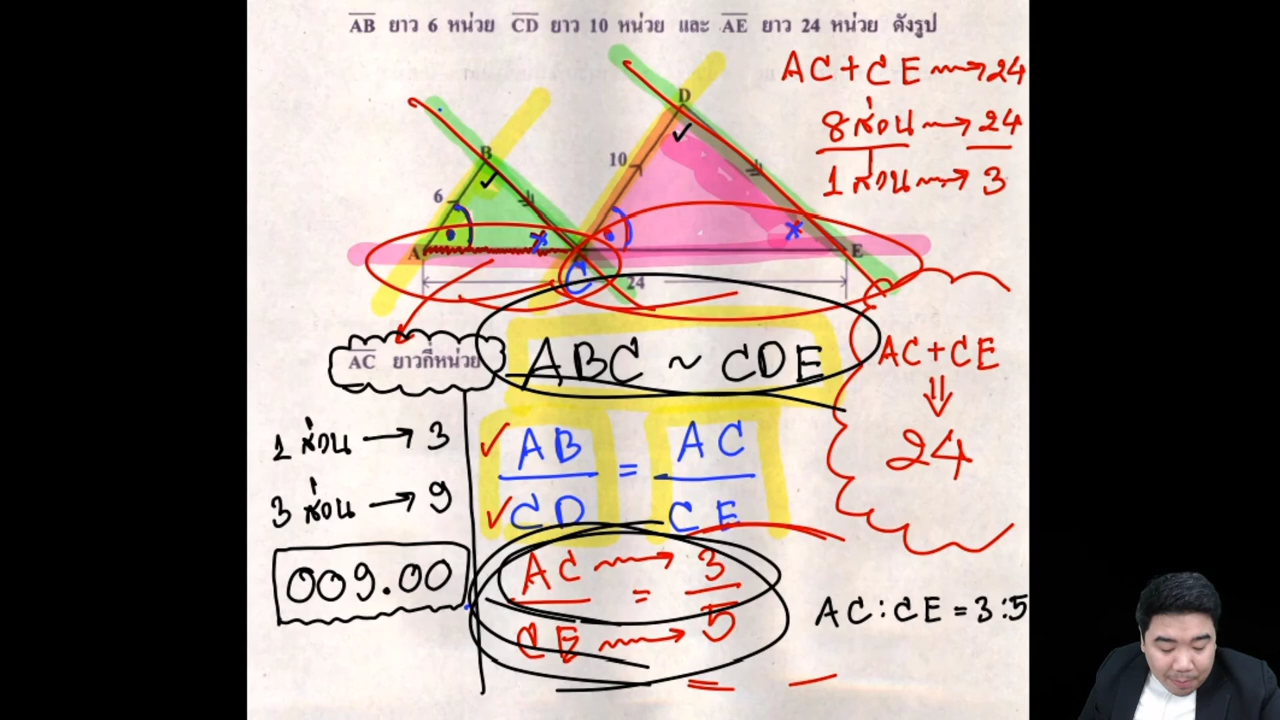 AB ยาว 6 หน่วย CD ยาว 10 หน่วย และ AE ยาว 24 หน่วย ดังรูป
AC+CE → 24
8 ส่วน → 24
1 ส่วน → 3
D
B
10
6
A
C
E
24
AC ยาวกี่หน่วย
ABC ~ CDE
AC+CE
⇓
24
1 ส่วน → 3
3 ส่วน → 9
009.00
AB = AC
CD CE
AC → 3
=
CE → 5
AC:CE = 3:5